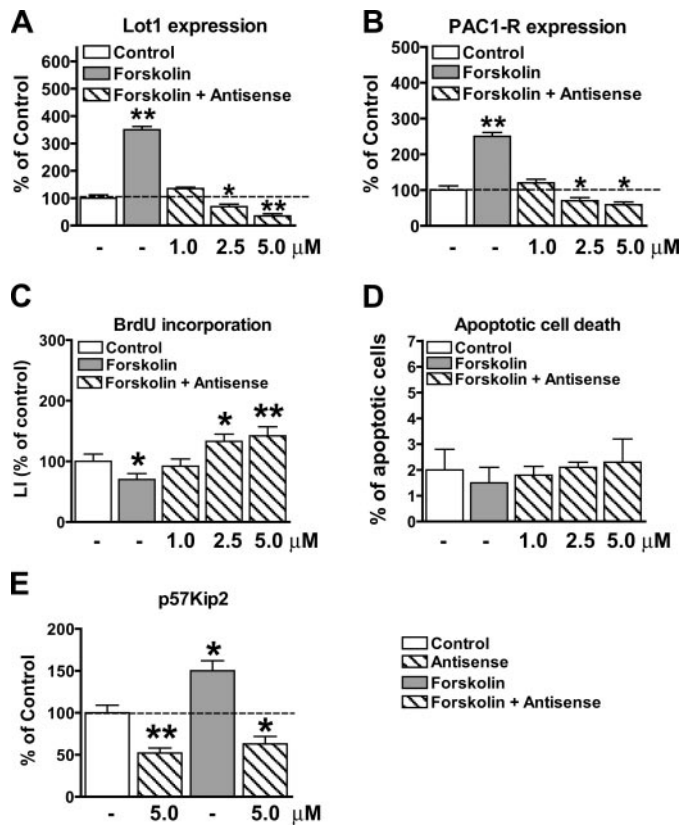 A
Lot1 expression
Control
Forskolin
Forskolin + Antisense
% of Control
600
500
400
300
200
100
0
**
*
**
- - 1.0 2.5 5.0 μM
B
PAC1-R expression
Control
Forskolin
Forskolin + Antisense
% of Control
500
400
300
200
100
0
**
*
*
- - 1.0 2.5 5.0 μM
C
BrdU incorporation
Control
Forskolin
Forskolin + Antisense
LI (% of control)
300
200
100
0
*
*
**
- - 1.0 2.5 5.0 μM
D
Apoptotic cell death
Control
Forskolin
Forskolin + Antisense
% of apoptotic cells
7
6
5
4
3
2
1
0
- - 1.0 2.5 5.0 μM
E
p57Kip2
% of Control
200
150
100
50
0
**
*
*
- 5.0 - 5.0 μM
Control
Antisense
Forskolin
Forskolin + Antisense